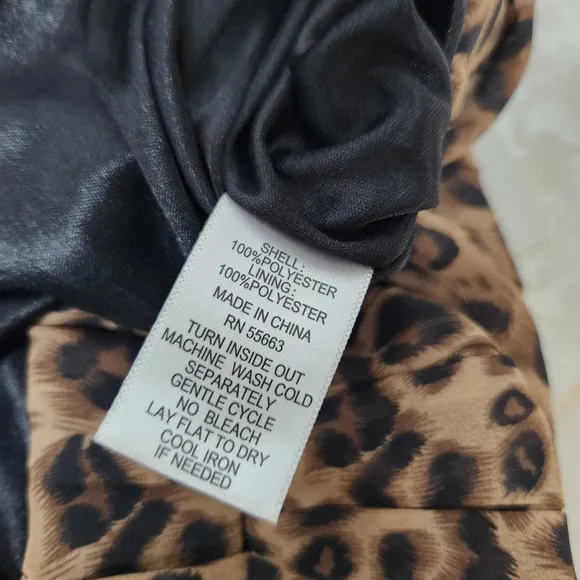 SHELL:
100%POLYESTER
LINING:
100%POLYESTER
MADE IN CHINA
RN 55663
TURN INSIDE OUT
MACHINE WASH COLD
SEPARATELY
GENTLE CYCLE
NO BLEACH
LAY FLAT TO DRY
COOL IRON
IF NEEDED